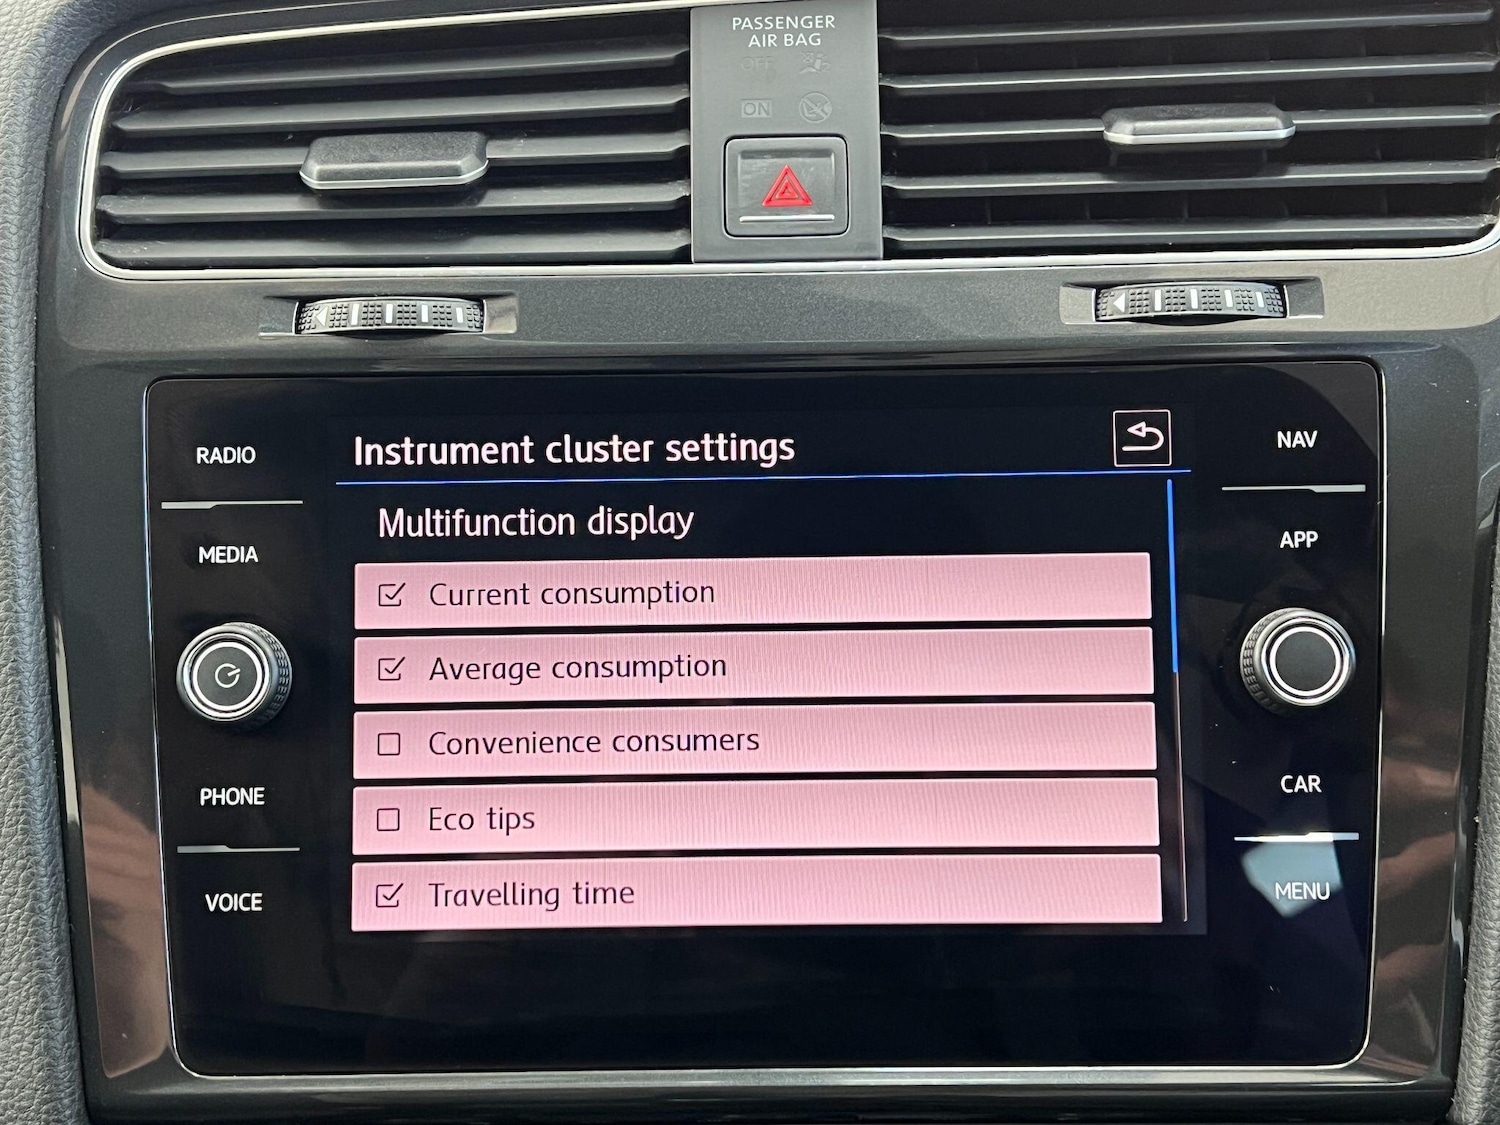 PASSENGER
AIR BAG
OFF
ON
RADIO
MEDIA
PHONE
VOICE
Instrument cluster settings
Multifunction display
Current consumption
Average consumption
Convenience consumers
Eco tips
Travelling time
NAV
APP
CAR
MENU